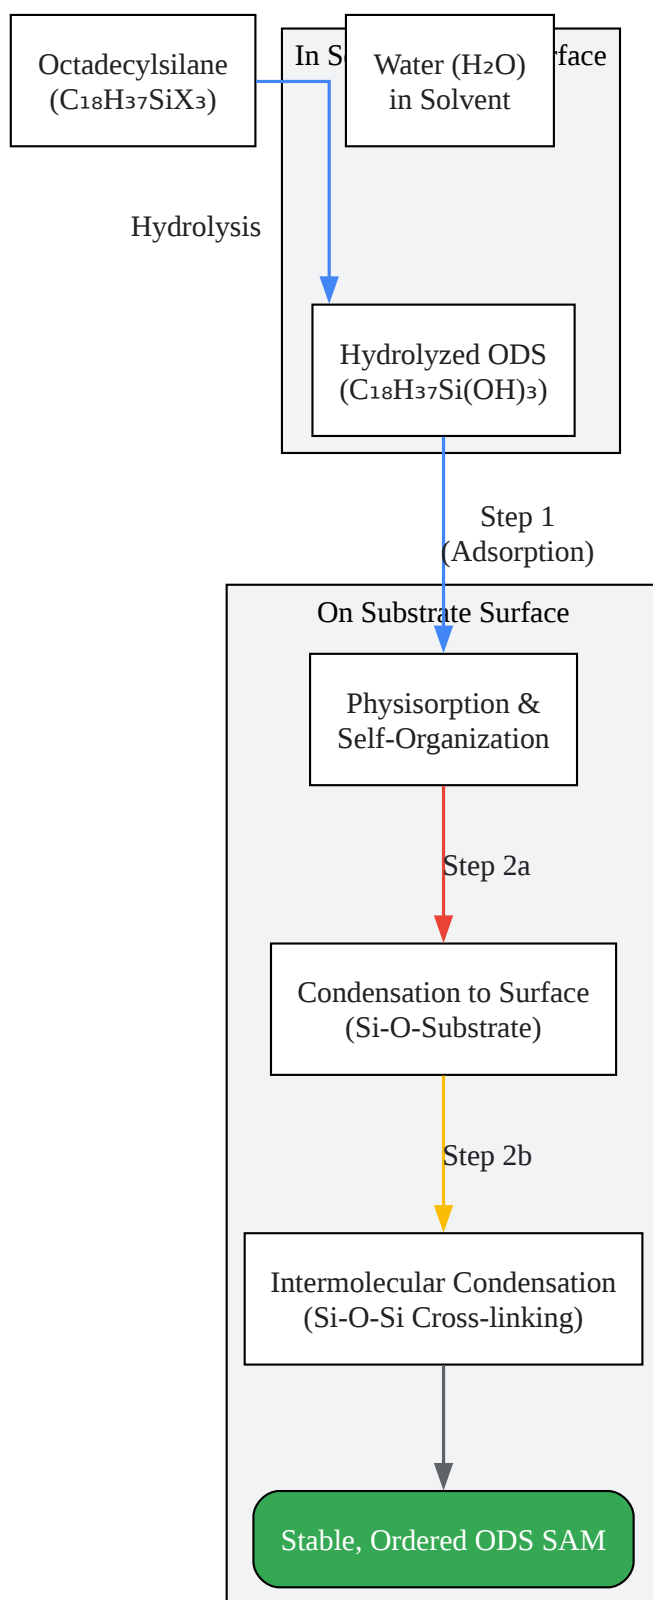 Octadecylsilane
(C₁₈H₃₇SiX₃)
In S
rface
Water (H₂O)
in Solvent
Hydrolysis
Hydrolyzed ODS
(C₁₈H₃₇Si(OH)₃)
Step 1
(Adsorption)
On Substrate Surface
Physisorption &
Self-Organization
Step 2a
Condensation to Surface
(Si-O-Substrate)
Step 2b
Intermolecular Condensation
(Si-O-Si Cross-linking)
Stable, Ordered ODS SAM